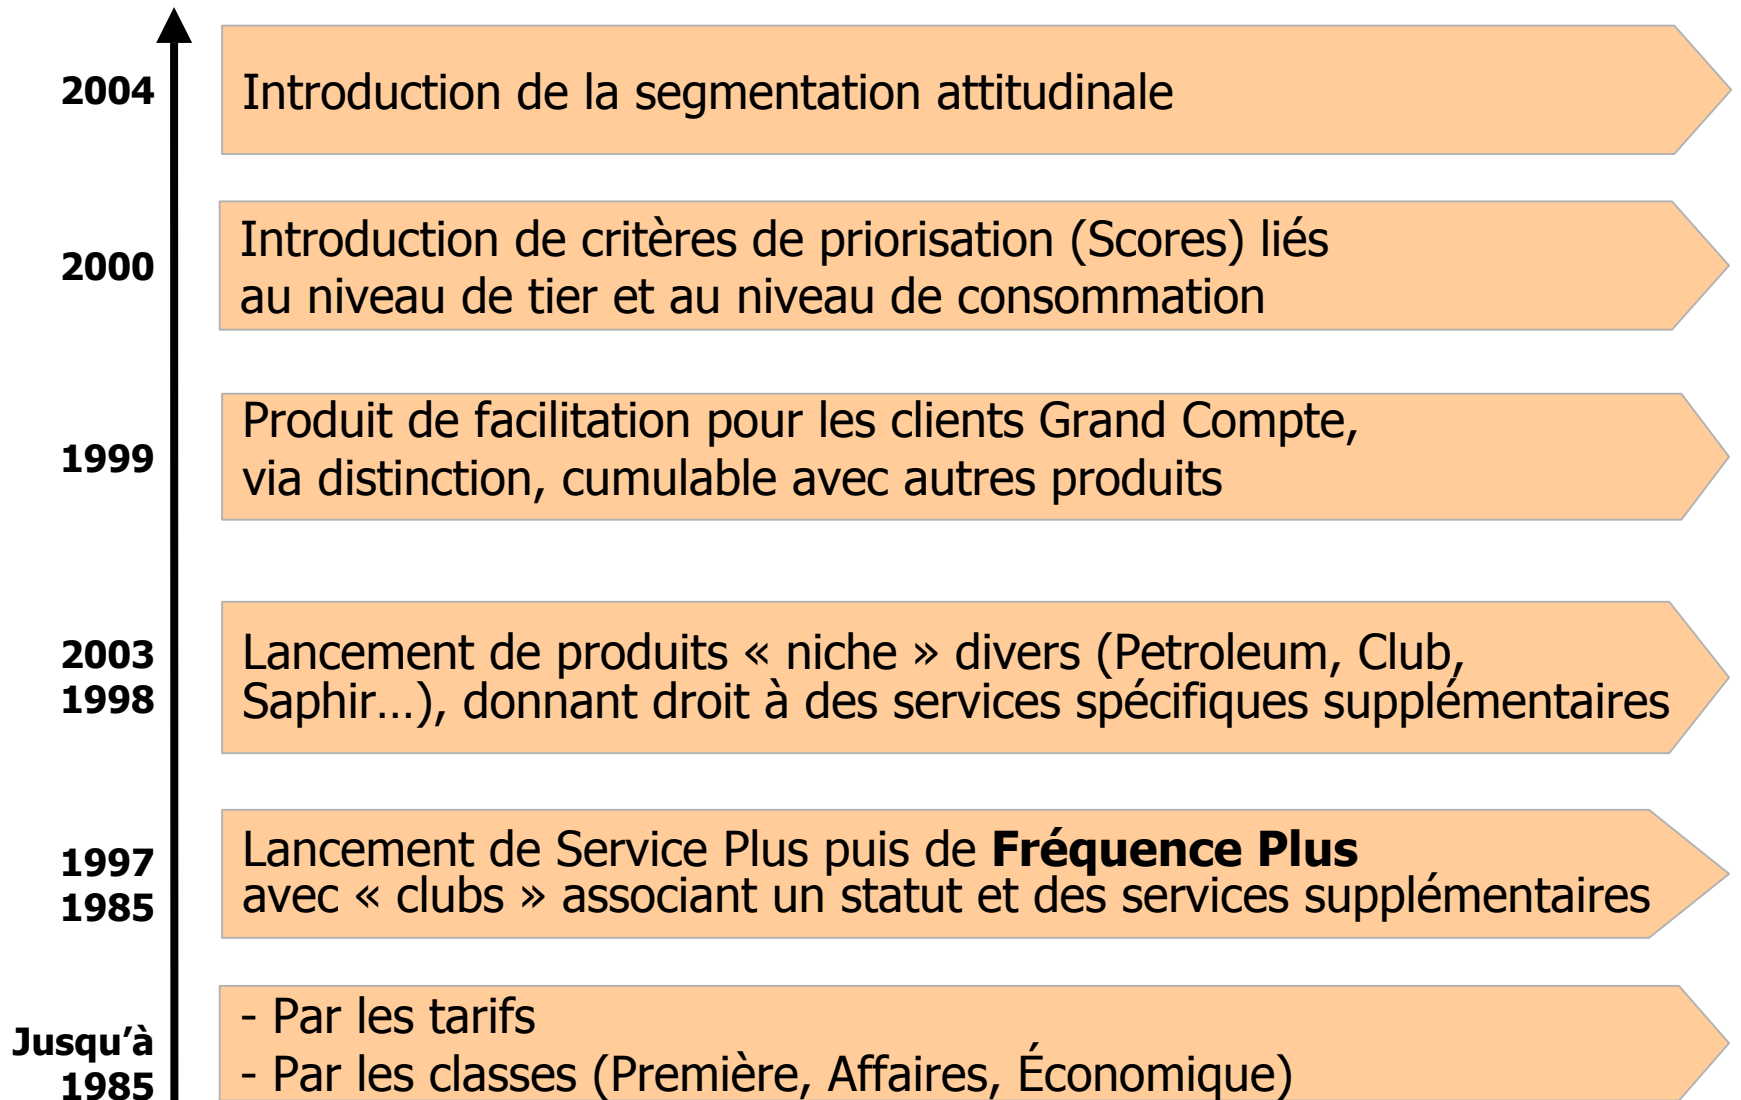 2004
Introduction de la segmentation attitudinale
2000
Introduction de critères de priorisation (Scores) liés
au niveau de tier et au niveau de consommation
1999
Produit de facilitation pour les clients Grand Compte,
via distinction, cumulable avec autres produits
2003
1998
Lancement de produits « niche » divers (Petroleum, Club,
Saphir…), donnant droit à des services spécifiques supplémentaires
1997
1985
Lancement de Service Plus puis de Fréquence Plus
avec « clubs » associant un statut et des services supplémentaires
Jusqu’à
1985
- Par les tarifs
- Par les classes (Première, Affaires, Économique)